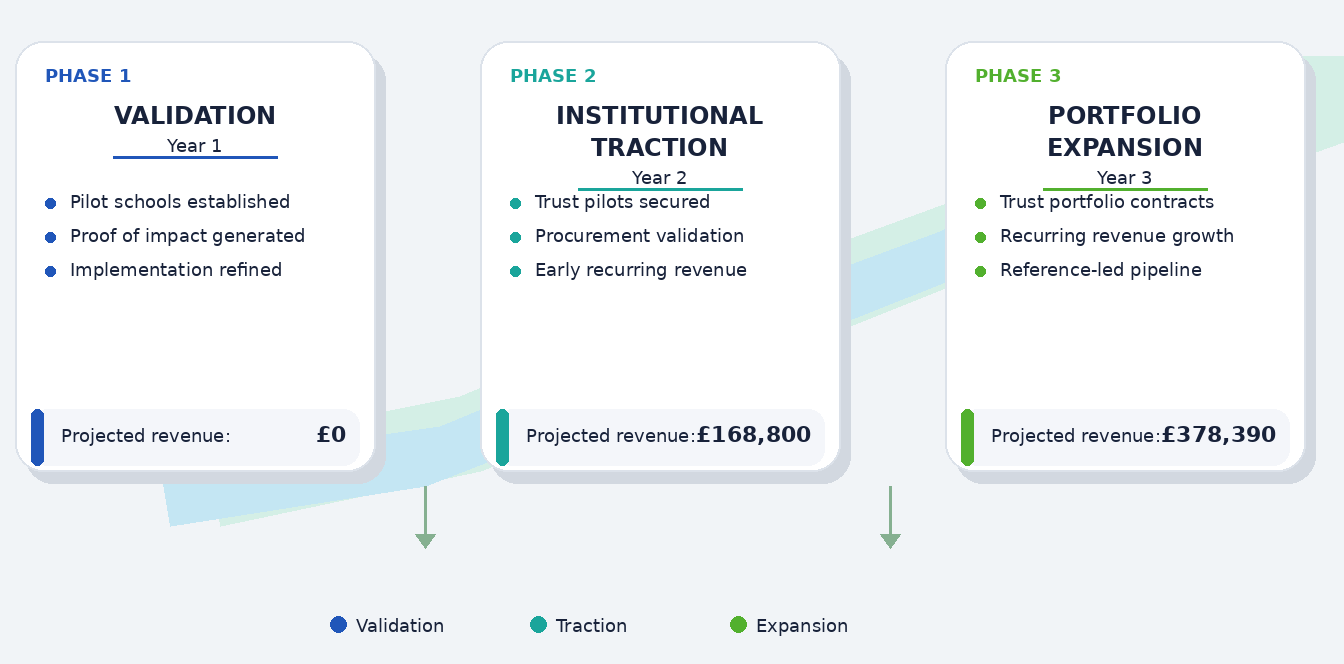 PHASE 1
VALIDATION
Year 1
Pilot schools established
Proof of impact generated
Implementation refined
Projected revenue: £0
PHASE 2
INSTITUTIONAL
TRACTION
Year 2
Trust pilots secured
Procurement validation
Early recurring revenue
Projected revenue:£168,800
PHASE 3
PORTFOLIO
EXPANSION
Year 3
Trust portfolio contracts
Recurring revenue growth
Reference-led pipeline
Projected revenue:£378,390
Validation Traction Expansion